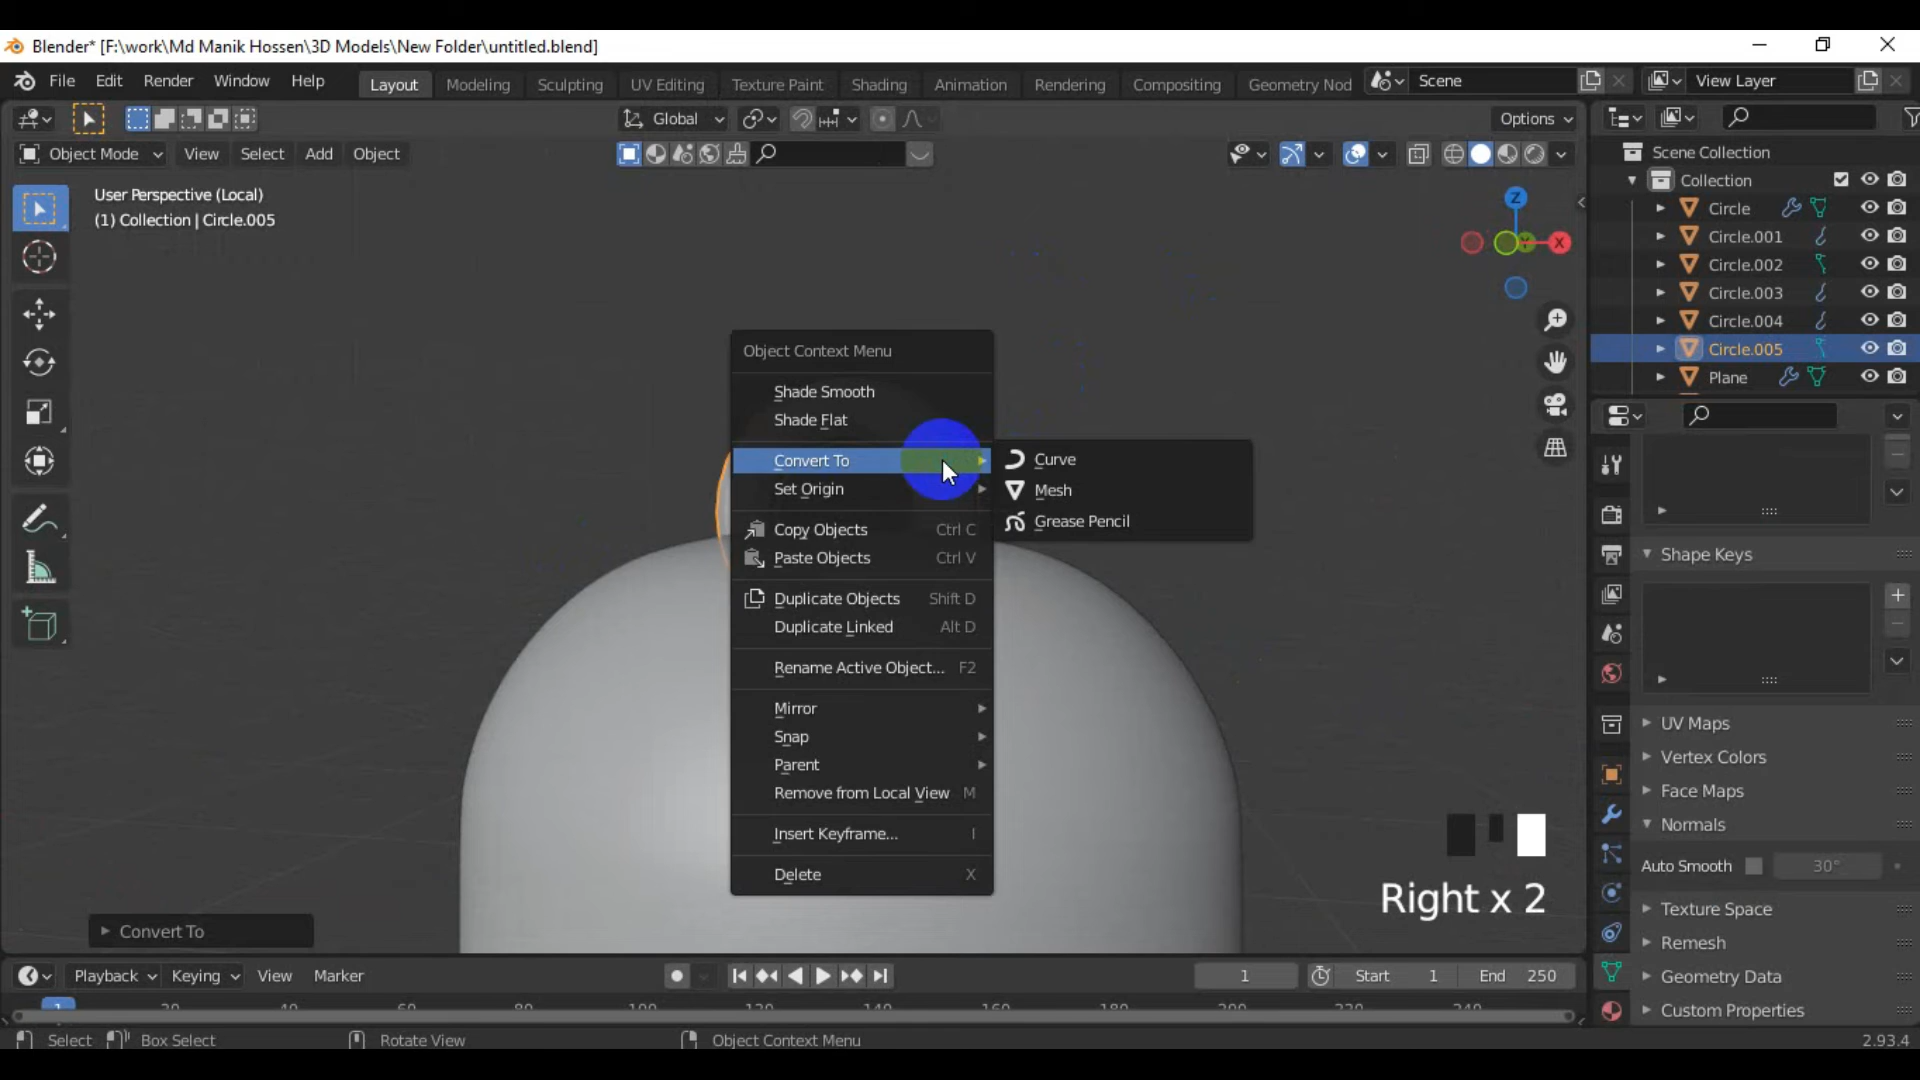 Blender* [F:\work\Md Manik Hossen\3D Models\New Folder\untitled.blend]
File Edit Render Window Help Layout Modeling Sculpting UV Editing Texture Paint Shading Animation Rendering Compositing Geometry Nod Scene View Layer
Global Options
Object Mode View Select Add Object
User Perspective (Local)
(1) Collection | Circle.005
Z
X
Scene Collection
Collection
Circle
Circle.001
Circle.002
Circle.003
Circle.004
Circle.005
Plane
Object Context Menu
Shade Smooth
Shade Flat
Convert To
Set Origin
Copy Objects Ctrl C
Paste Objects Ctrl V
Duplicate Objects Shift D
Duplicate Linked Alt D
Rename Active Object... F2
Mirror
Snap
Parent
Remove from Local View M
Insert Keyframe... I
Delete X
Curve
Mesh
Grease Pencil
Shape Keys
UV Maps
Vertex Colors
Face Maps
Normals
Auto Smooth 30°
Texture Space
Remesh
Geometry Data
Custom Properties
Right x 2
Convert To
Playback Keying View Marker 1 Start 1 End 250
Select Box Select Rotate View Object Context Menu 2.93.4